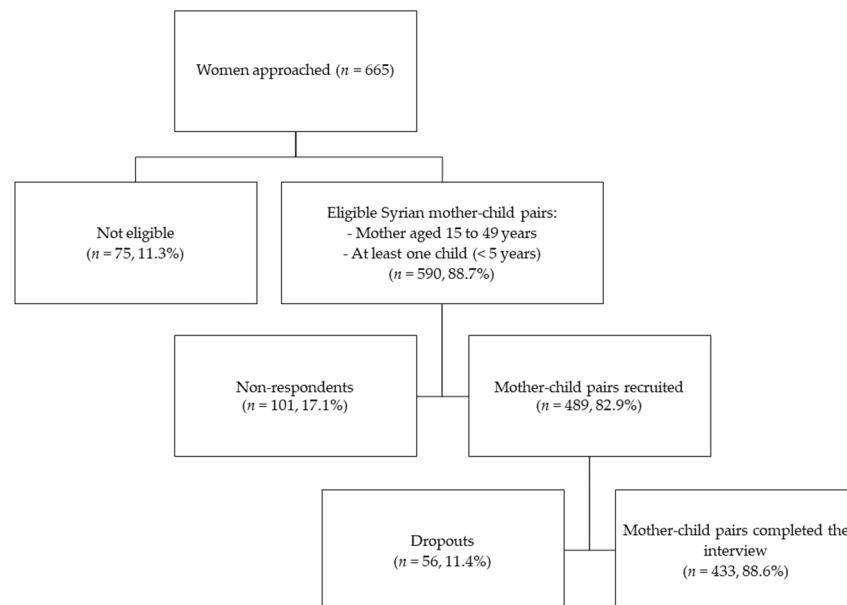 Women approached (n = 665)
Not eligible
(n = 75, 11.3%)
Eligible Syrian mother-child pairs:
- Mother aged 15 to 49 years
- At least one child (< 5 years)
(n = 590, 88.7%)
Non-respondents
(n = 101, 17.1%)
Mother-child pairs recruited
(n = 489, 82.9%)
Dropouts
(n = 56, 11.4%)
Mother-child pairs completed the
interview
(n = 433, 88.6%)